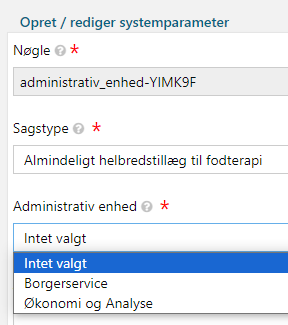 Opret / rediger systemparameter
Nøgle ? *
administrativ_enhed-YIMK9F
Sagstype ? *
Almindeligt helbredstillæg til fodterapi
Administrativ enhed ? *
Intet valgt
Intet valgt
Borgerservice
Økonomi og Analyse